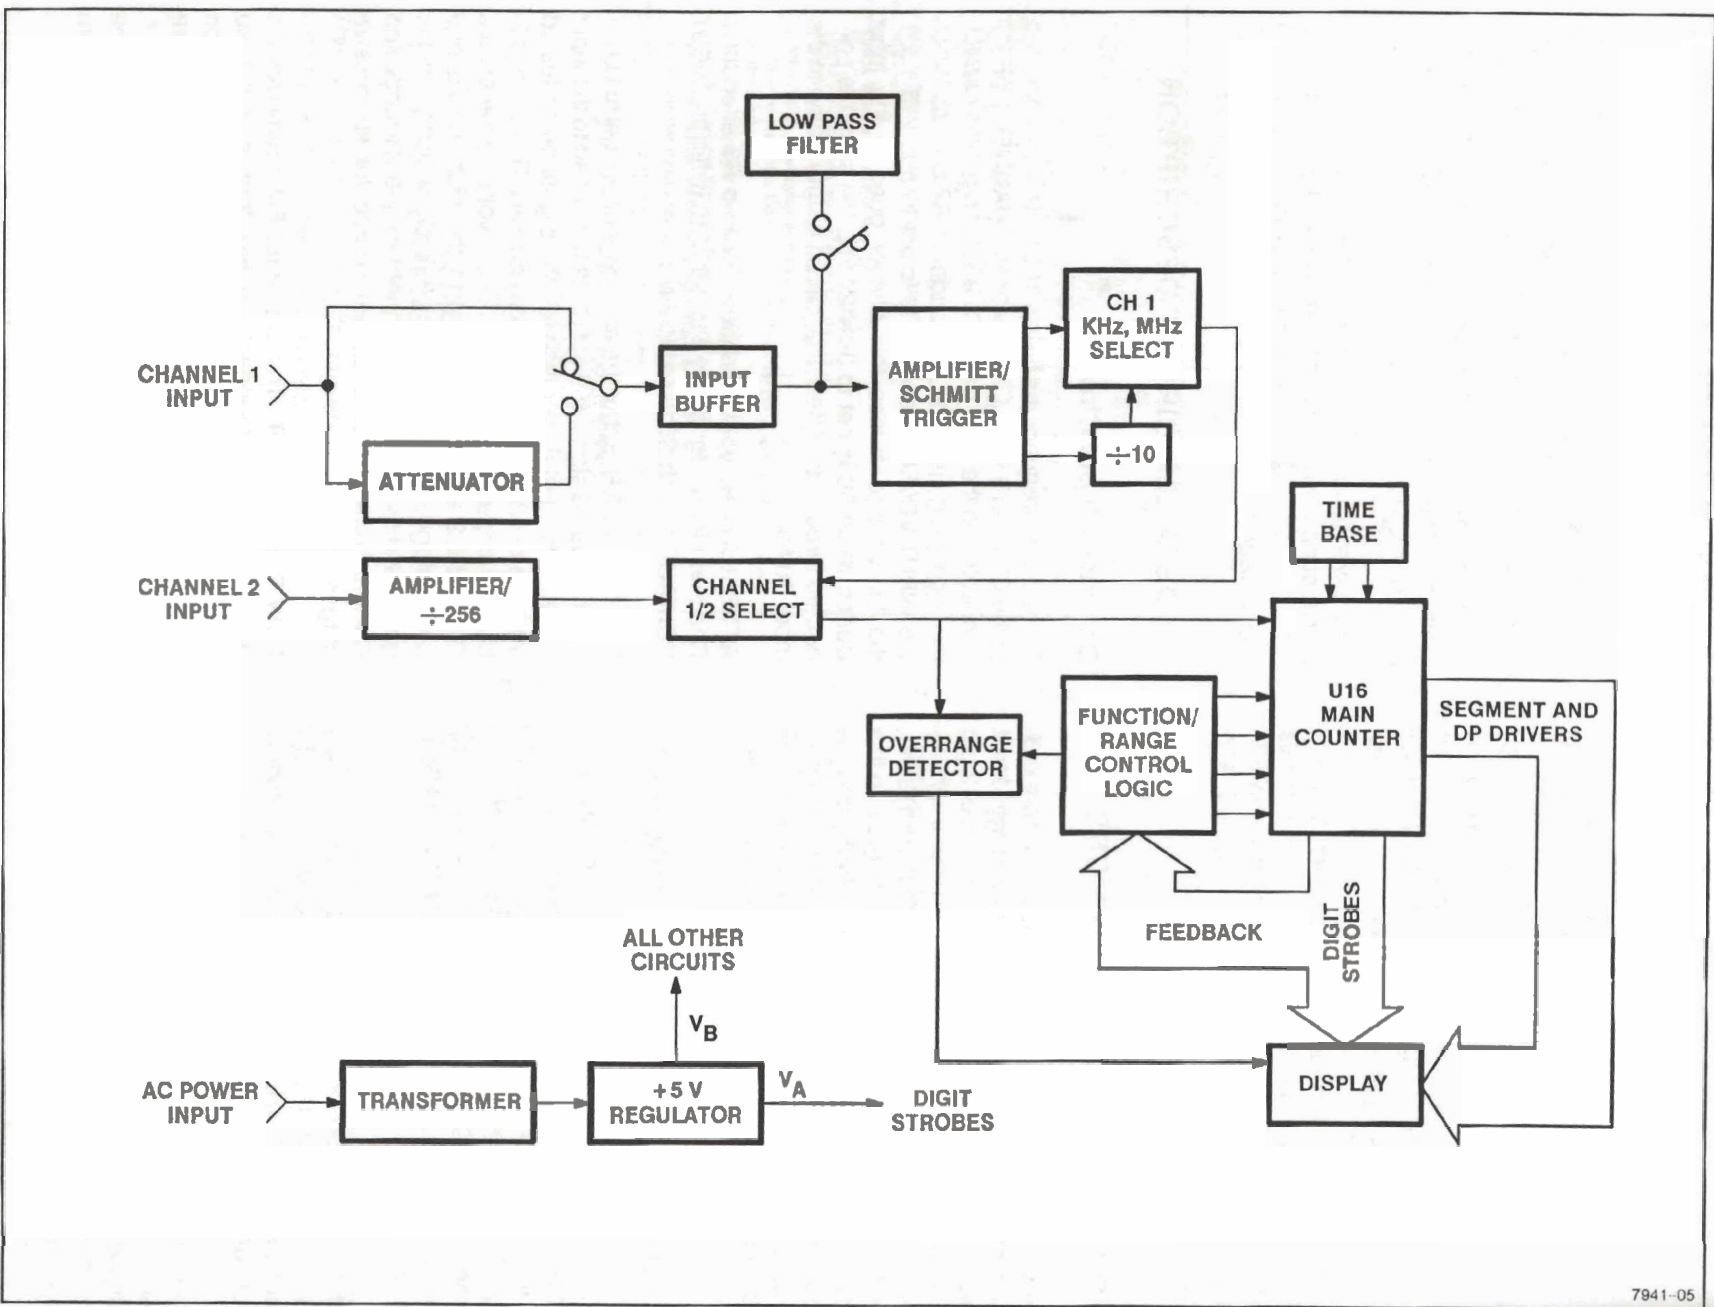 LOW PASS
FILTER
CH 1
KHz, MHz
SELECT
CHANNEL 1
INPUT
INPUT
BUFFER
AMPLIFIER/
SCHMITT
TRIGGER
÷10
ATTENUATOR
TIME
BASE
CHANNEL 2
INPUT
AMPLIFIER/
÷256
CHANNEL
1/2 SELECT
U16
MAIN
COUNTER
SEGMENT AND
DP DRIVERS
FUNCTION/
RANGE
CONTROL
LOGIC
OVERRANGE
DETECTOR
FEEDBACK
DIGIT
STROBES
ALL OTHER
CIRCUITS
VB
AC POWER
INPUT
TRANSFORMER
+5 V
REGULATOR
VA
DIGIT
STROBES
DISPLAY
7941-05